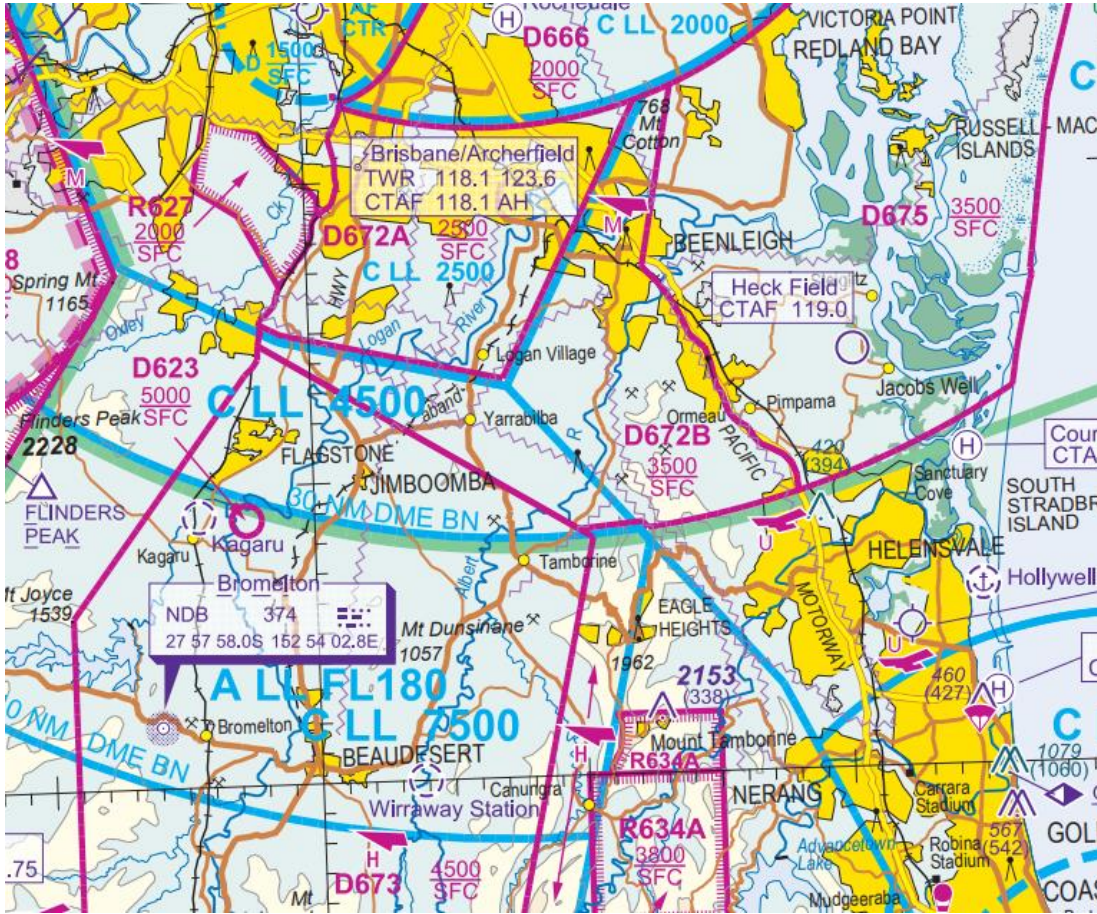 AF
CTR
Rochedale
H
D666
2000
SFC
C LL 2000
VICTORIA POINT
REDLAND BAY
C
D 1500
SFC
768
Mt
Cotton
RUSSELL
ISLANDS
MAC
Brisbane/Archerfield
TWR 118.1 123.6
CTAF 118.1 AH
M
R627
2000
SFC
Ck
D672A
2500
SFC
C LL 2500
M
BEENLEIGH
D675
3500
SFC
8
Spring Mt
1165
Oxley
HWY
Logan
River
Heck Field
CTAF 119.0
Logan Village
D623
5000
SFC
C LL 4500
Jacobs Well
Flinders Peak
2228
Yarrabilba
Ormeau
Pimpama
PACIFIC
D672B
3500
SFC
420
(394)
H
Cour
CTA
FLAGSTONE
JIMBOOMBA
R
Sanctuary
Cove
FLINDERS
PEAK
30 NM DME BN
SOUTH
STRADBR
ISLAND
Kagaru
Kagaru
U
HELENSVALE
Albert
Tamborine
Hollywell
Mt Joyce
1539
Bromelton
NDB 374
27 57 58.0S 152 54 02.8E
Mt Dunsinane
1057
EAGLE
HEIGHTS
MOTORWAY
1962
U
460
(427)
H
A LL FL180
C LL 7500
2153
(338)
C
Bromelton
0 NM DME BN
BEAUDESERT
Mount Tamborine
R634A
H
1079
(1060)
Wirraway Station
Canungra
NERANG
Carrara
Stadium
R634A
3800
SFC
567
(542)
GOL
.75
H
D673
4500
SFC
Advancetown
Lake
Robina
Stadium
Mt
Mudgeeraba
COAS